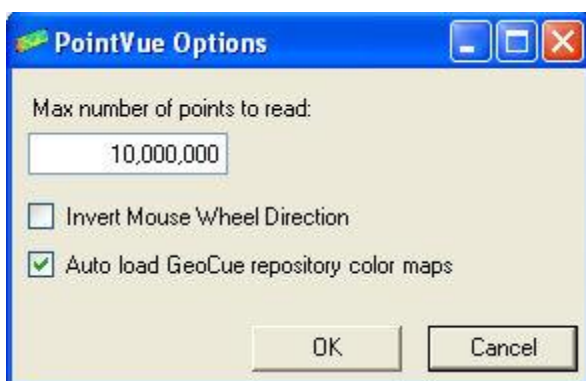 PointVue Options
Max number of points to read:
10,000,000
Invert Mouse Wheel Direction
Auto load GeoCue repository color maps
OK Cancel